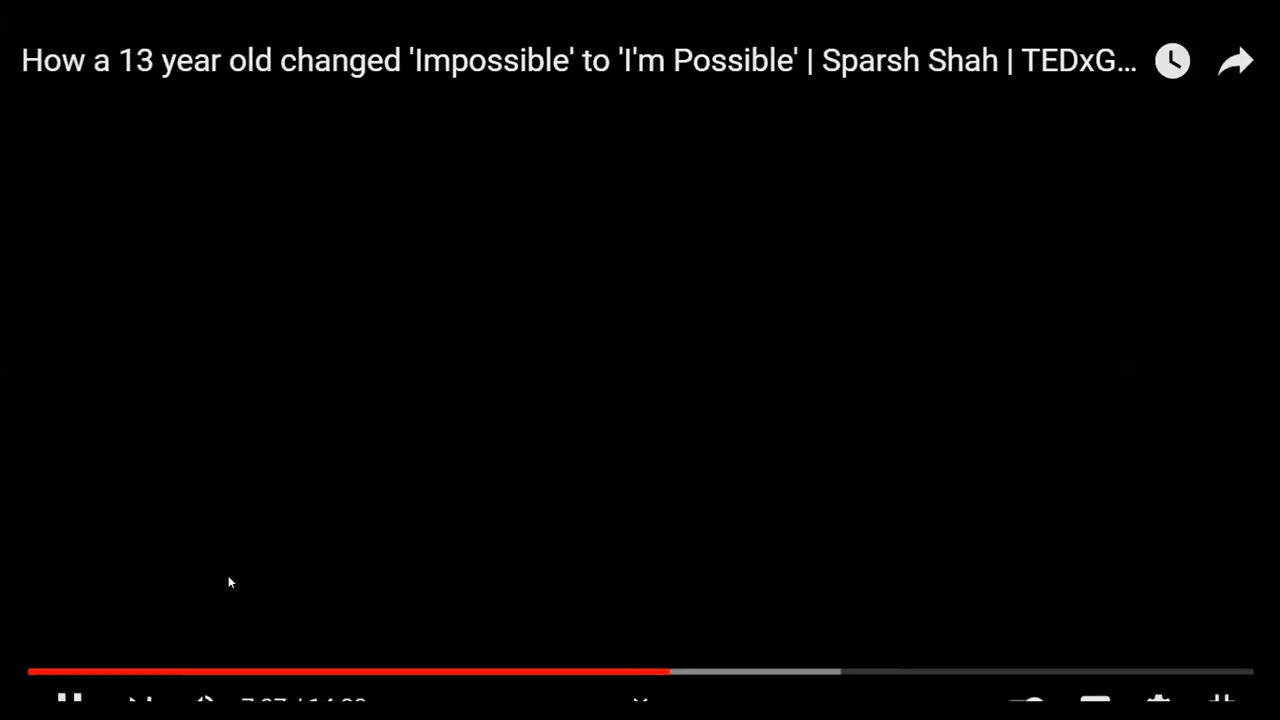 How a 13 year old changed 'Impossible' to 'I'm Possible' | Sparsh Shah | TEDxG...